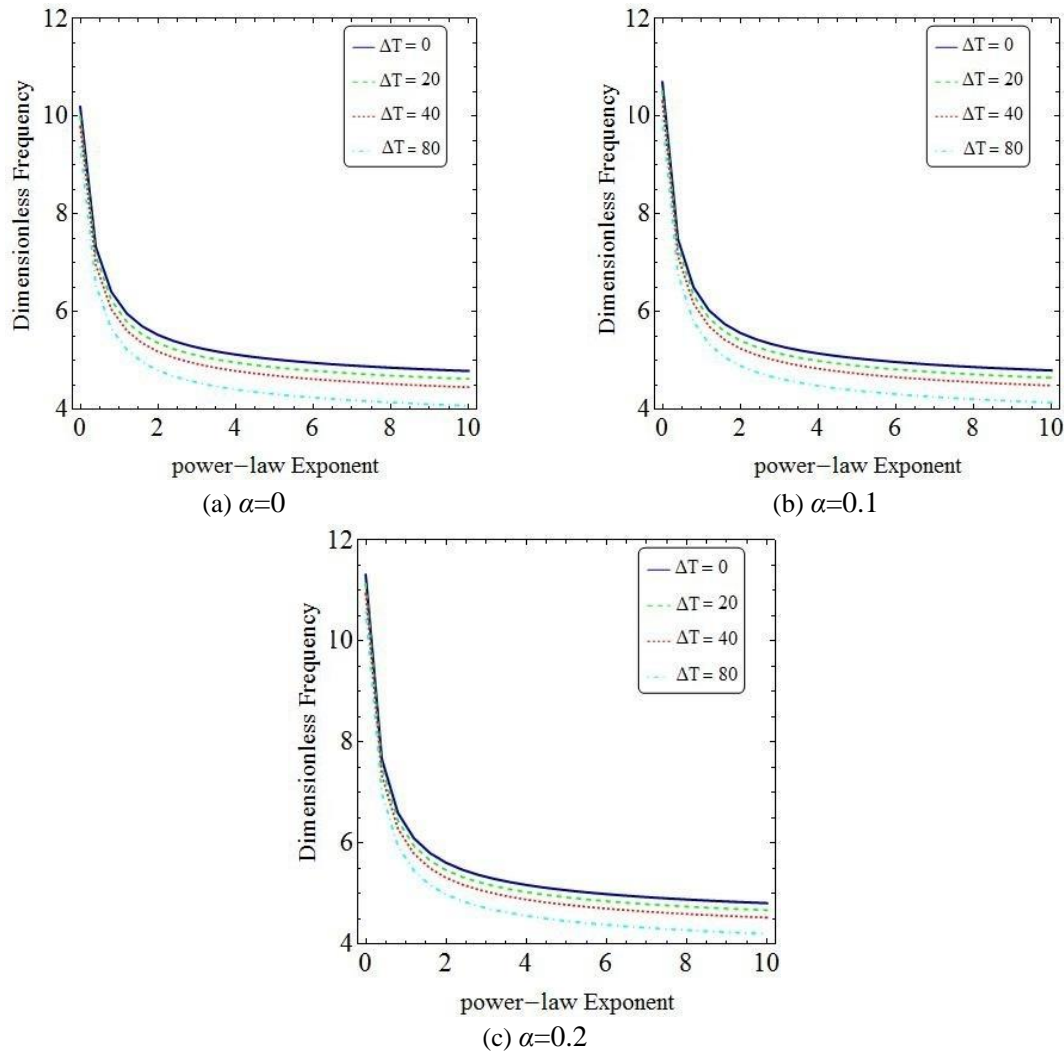 12
10
8
6
4
Dimensionless Frequency
ΔT = 0
ΔT = 20
ΔT = 40
ΔT = 80
0 2 4 6 8 10
power−law Exponent
(a) α=0
12
10
8
6
4
Dimensionless Frequency
ΔT = 0
ΔT = 20
ΔT = 40
ΔT = 80
0 2 4 6 8 10
power−law Exponent
(b) α=0.1
12
10
8
6
4
Dimensionless Frequency
ΔT = 0
ΔT = 20
ΔT = 40
ΔT = 80
0 2 4 6 8 10
power−law Exponent
(c) α=0.2